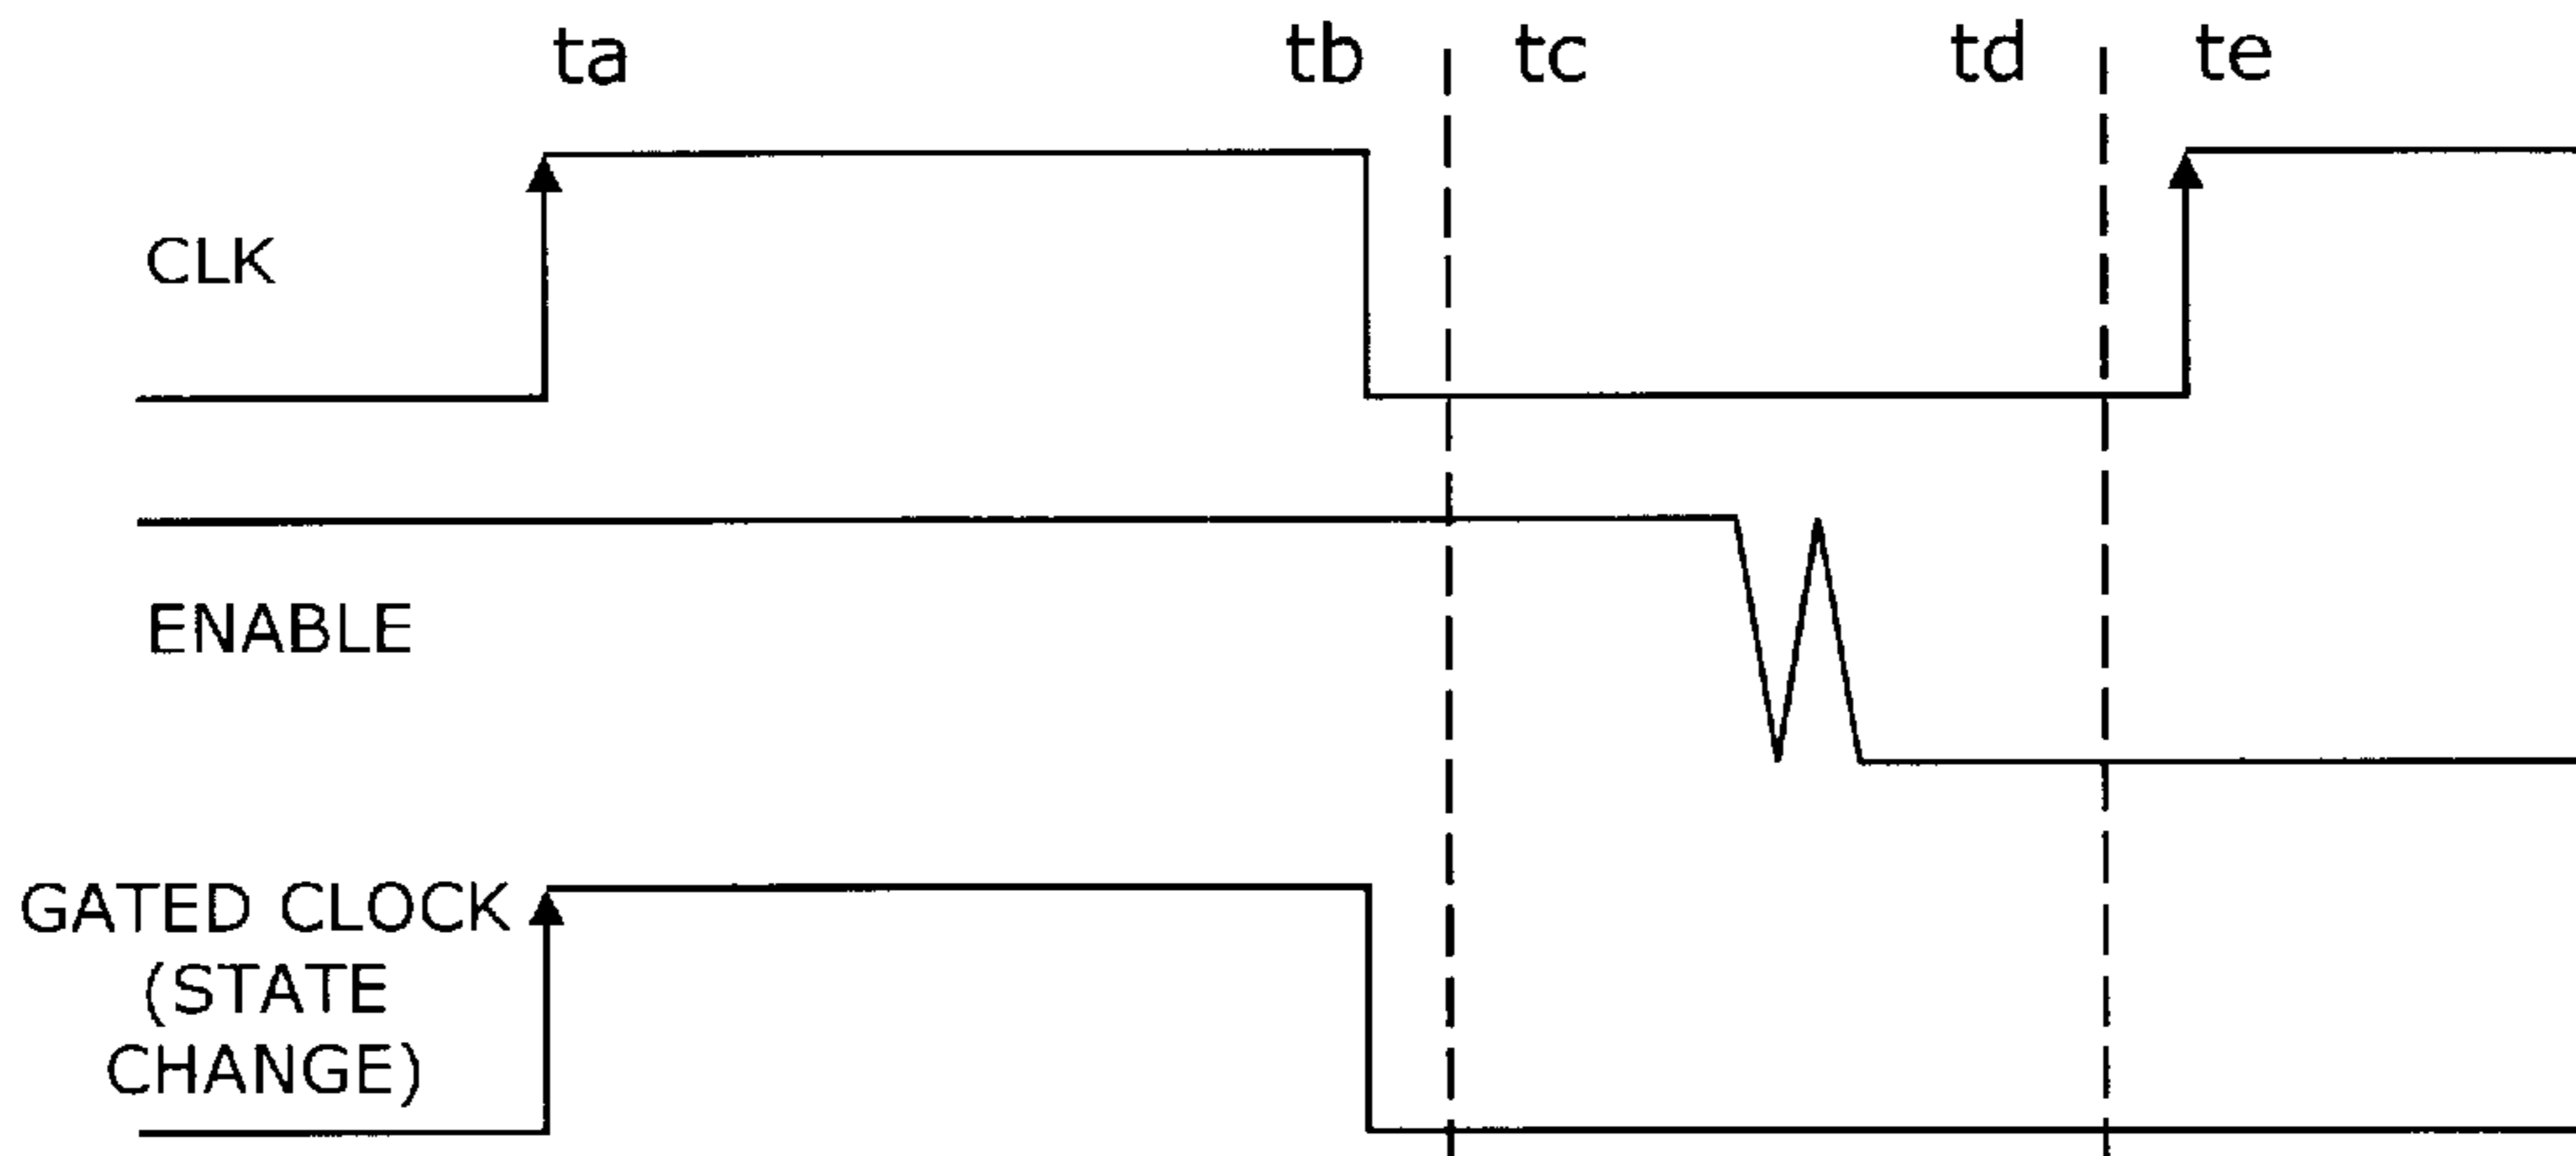 ta tb tc td te
CLK
ENABLE
GATED CLOCK
(STATE
CHANGE)